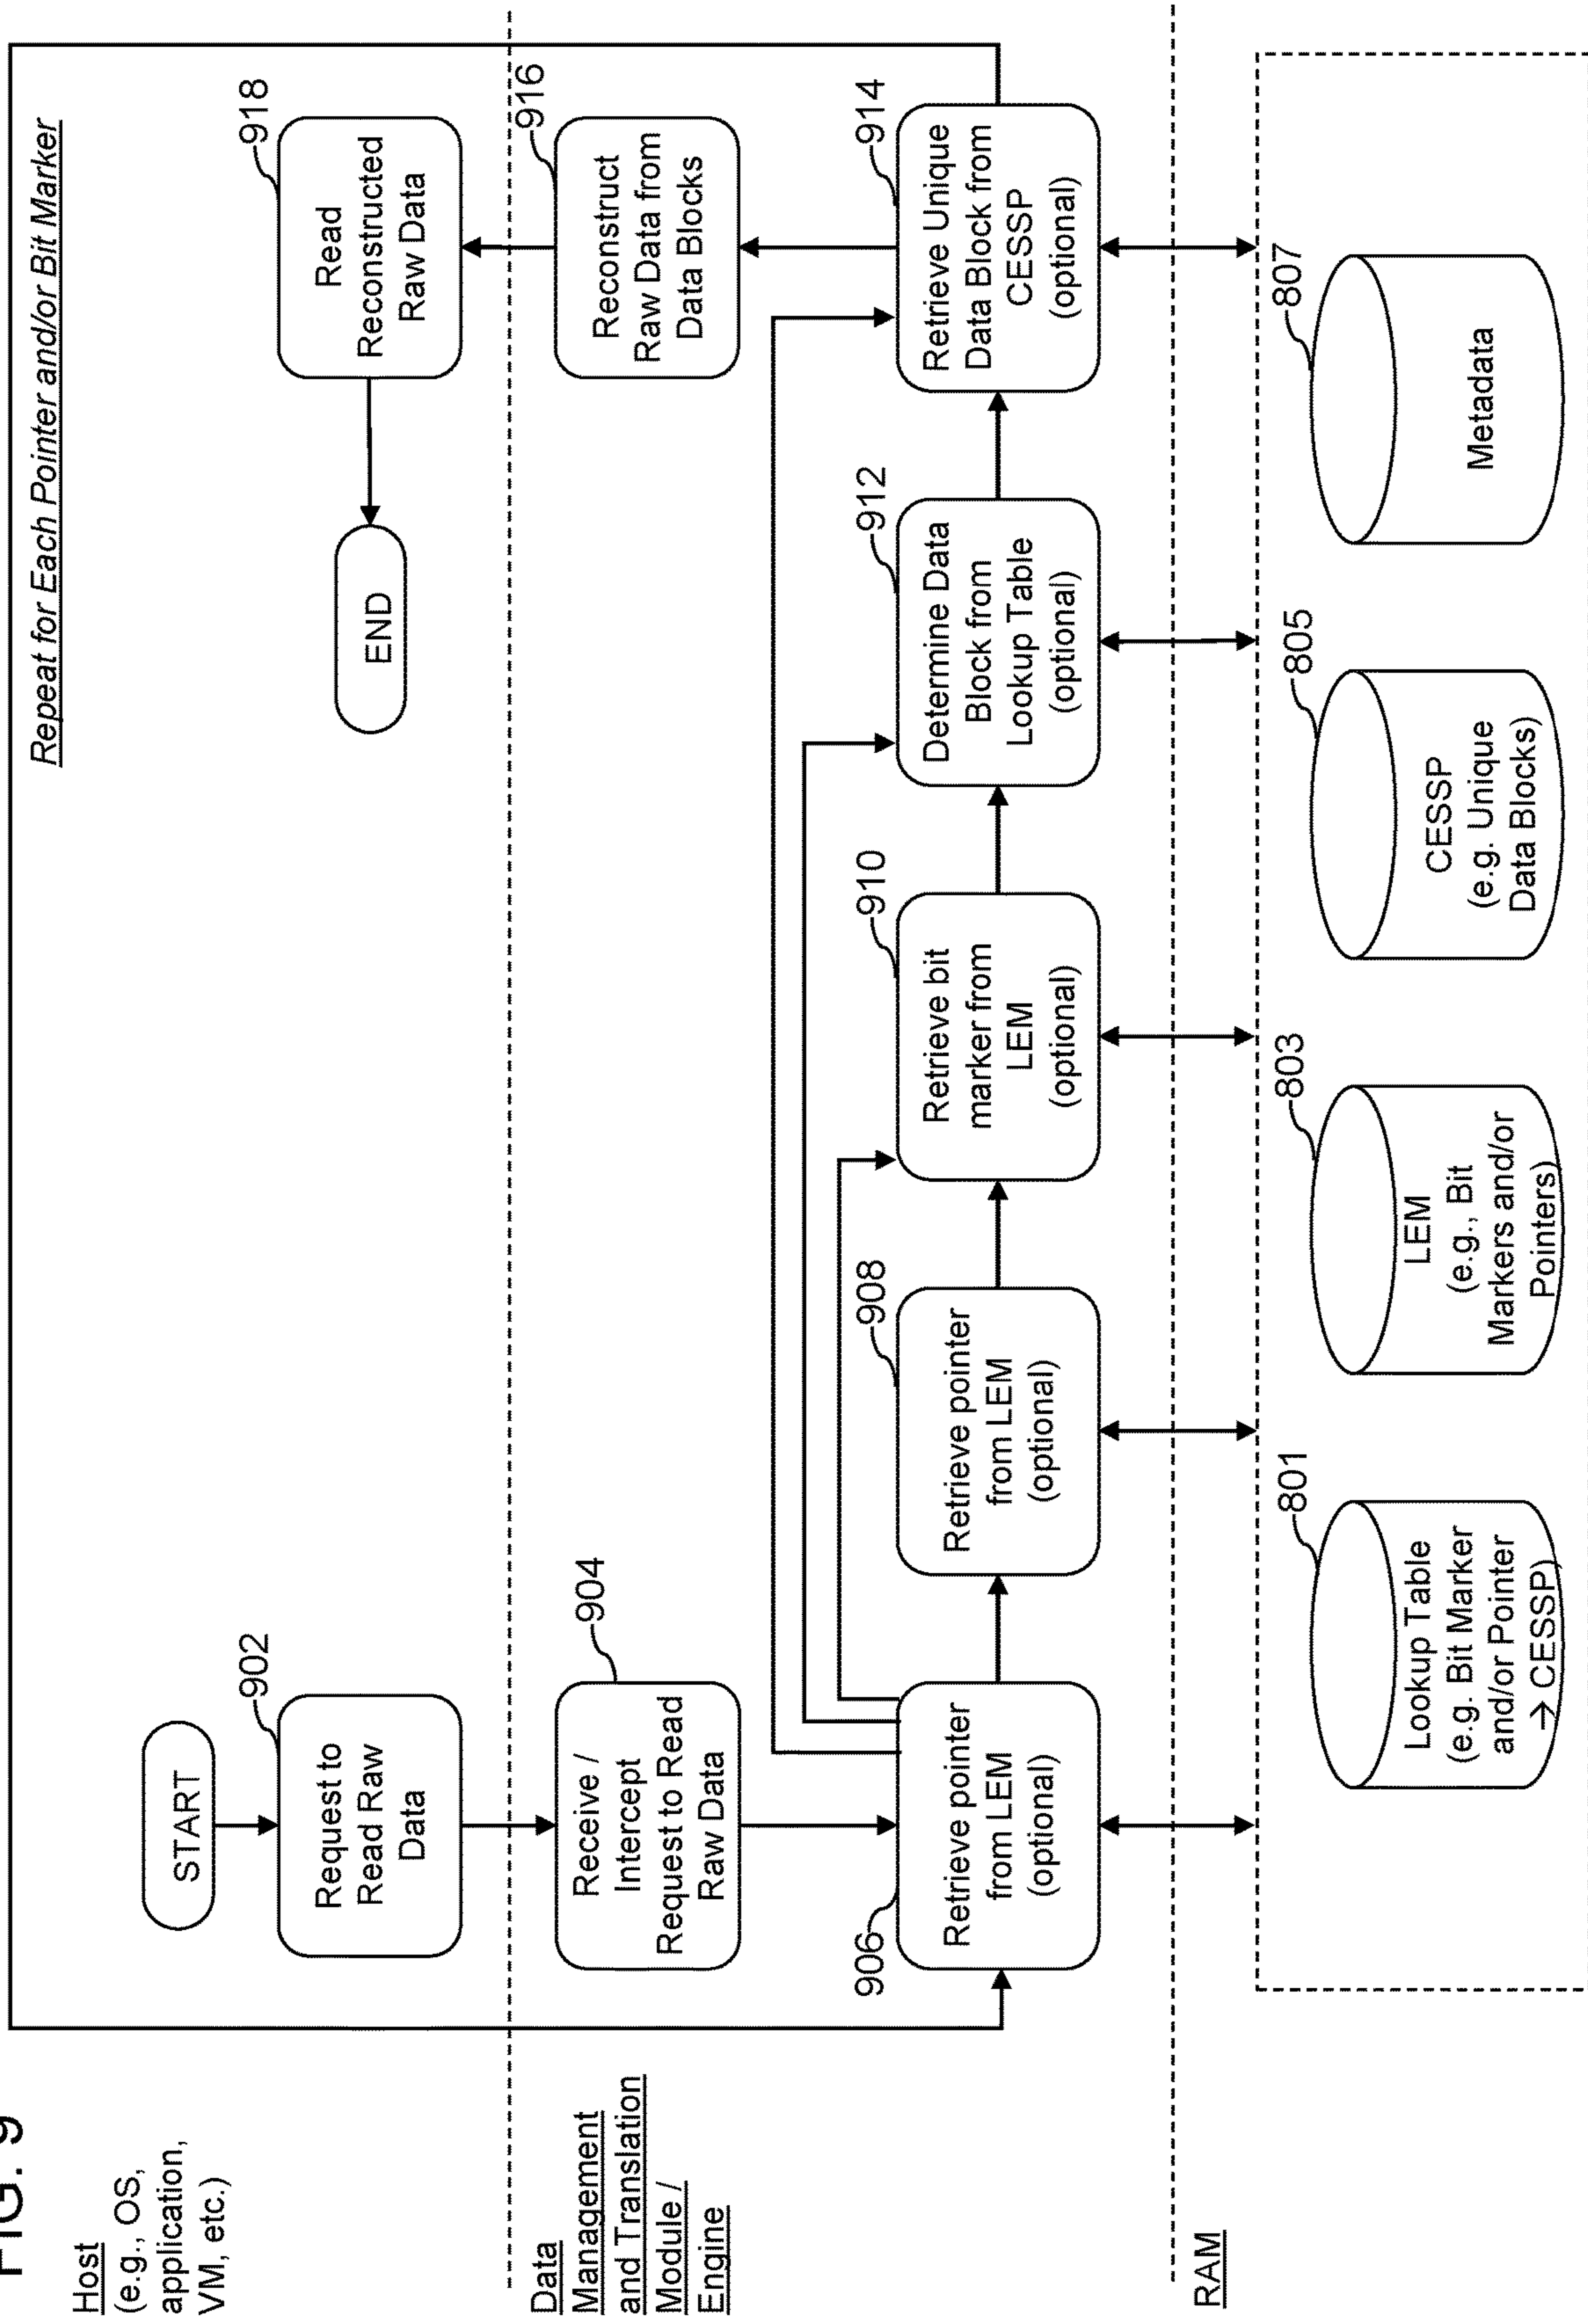 FIG. 9
Host
(e.g., OS,
application,
VM, etc.)
Repeat for Each Pointer and/or Bit Marker
START
902
Request to
Read Raw
Data
918
Read
Reconstructed
Raw Data
END
Data
Management
and Translation
Module /
Engine
904
Receive /
Intercept
Request to Read
Raw Data
916
Reconstruct
Raw Data from
Data Blocks
906
Retrieve pointer
from LEM
(optional)
908
Retrieve pointer
from LEM
(optional)
910
Retrieve bit
marker from
LEM
(optional)
912
Determine Data
Block from
Lookup Table
(optional)
914
Retrieve Unique
Data Block from
CESSP
(optional)
RAM
801
Lookup Table
(e.g. Bit Marker
and/or Pointer
→ CESSP)
803
LEM
(e.g., Bit
Markers and/or
Pointers)
805
CESSP
(e.g. Unique
Data Blocks)
807
Metadata